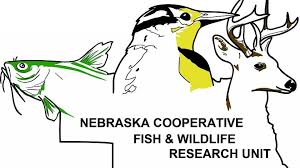 NEBRASKA COOPERATIVE
FISH & WILDLIFE
RESEARCH UNIT